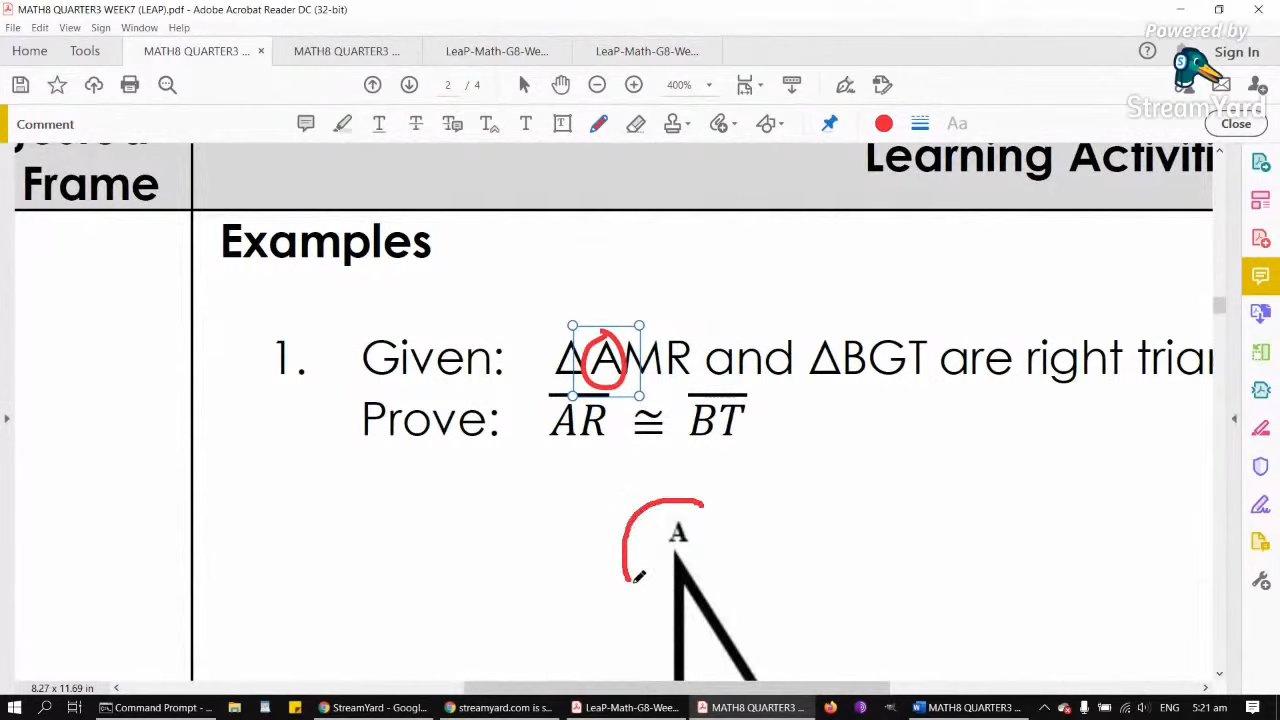 MATH8 QUARTER3 WEEK7 (LEAP).pdf - Adobe Acrobat Reader DC (32-bit)
Powered by
File Edit View Sign Window Help
Home Tools MATH8 QUARTER3 ... × MATH8 QUARTER3 ... LeaP-Math-G8-We... LeaP-Math-G8-We... Sign In
2 / 4 400%
StreamYard
Comment Close
Frame
Learning Activiti
Examples
1. Given: ΔAMR and ΔBGT are right trian
Prove: AR ≅ BT
A
8.27 x 11.69 in
Command Prompt - ... StreamYard - Googl... streamyard.com is s... LeaP-Math-G8-Wee... MATH8 QUARTER3 ... MATH8 QUARTER3 ... ENG 5:21 am